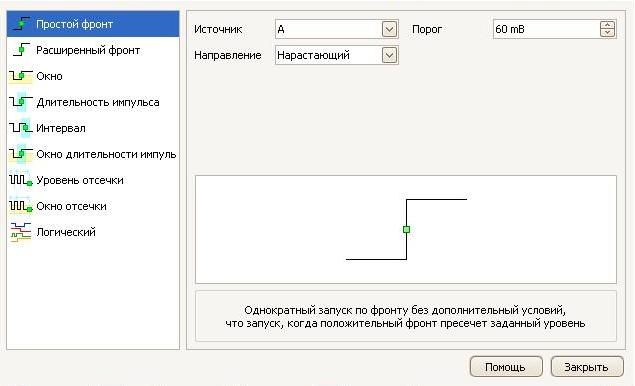 Простой фронт
Расширенный фронт
Окно
Длительность импульса
Интервал
Окно длительности импуль
Уровень отсечки
Окно отсечки
Логический
Источник A Порог 60 mB
Направление Нарастающий
Однократный запуск по фронту без дополнительный условий,
что запуск, когда положительный фронт пресечет заданный уровень
Помощь Закрыть